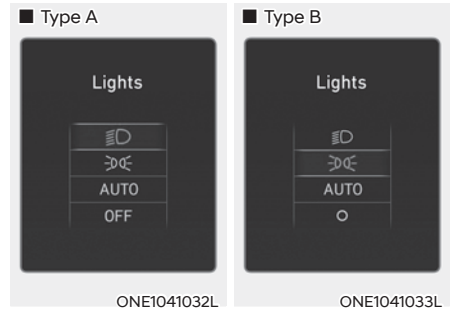 ■ Type A
Lights
AUTO
OFF
ONE1041032L
■ Type B
Lights
AUTO
ONE1041033L